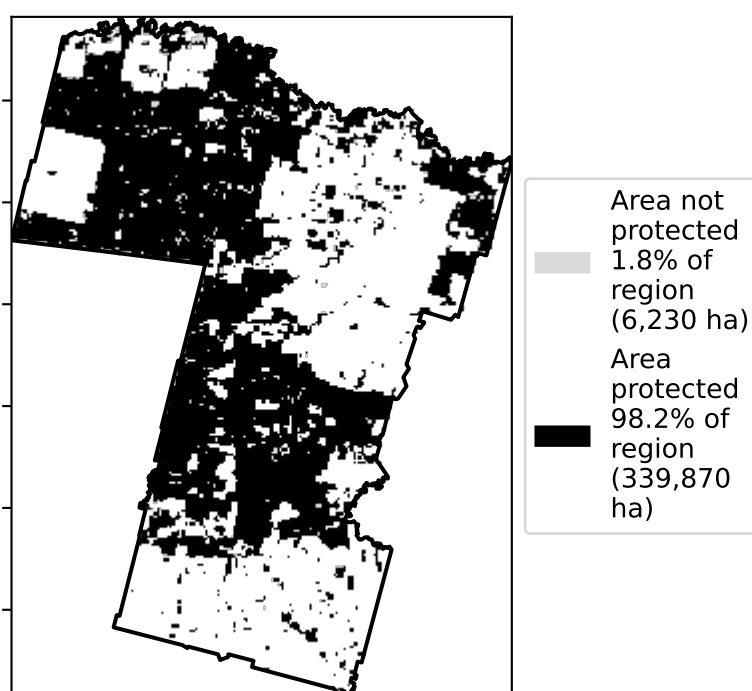 Area not
protected
1.8% of
region
(6,230 ha)
Area
protected
98.2% of
region
(339,870
ha)